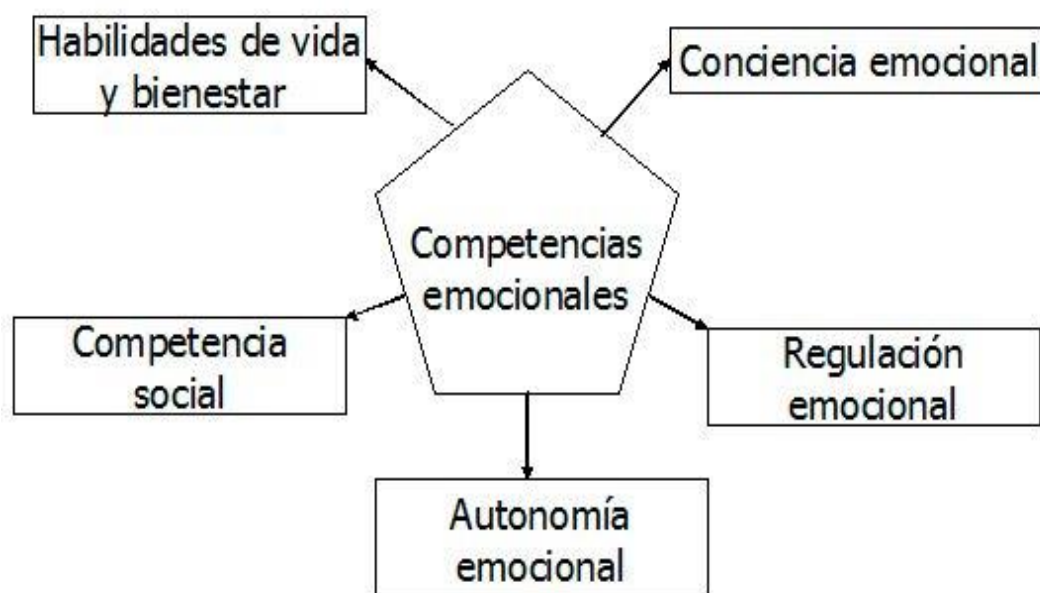 Habilidades de vida
y bienestar
Conciencia emocional
Competencias
emocionales
Competencia
social
Regulación
emocional
Autonomía
emocional